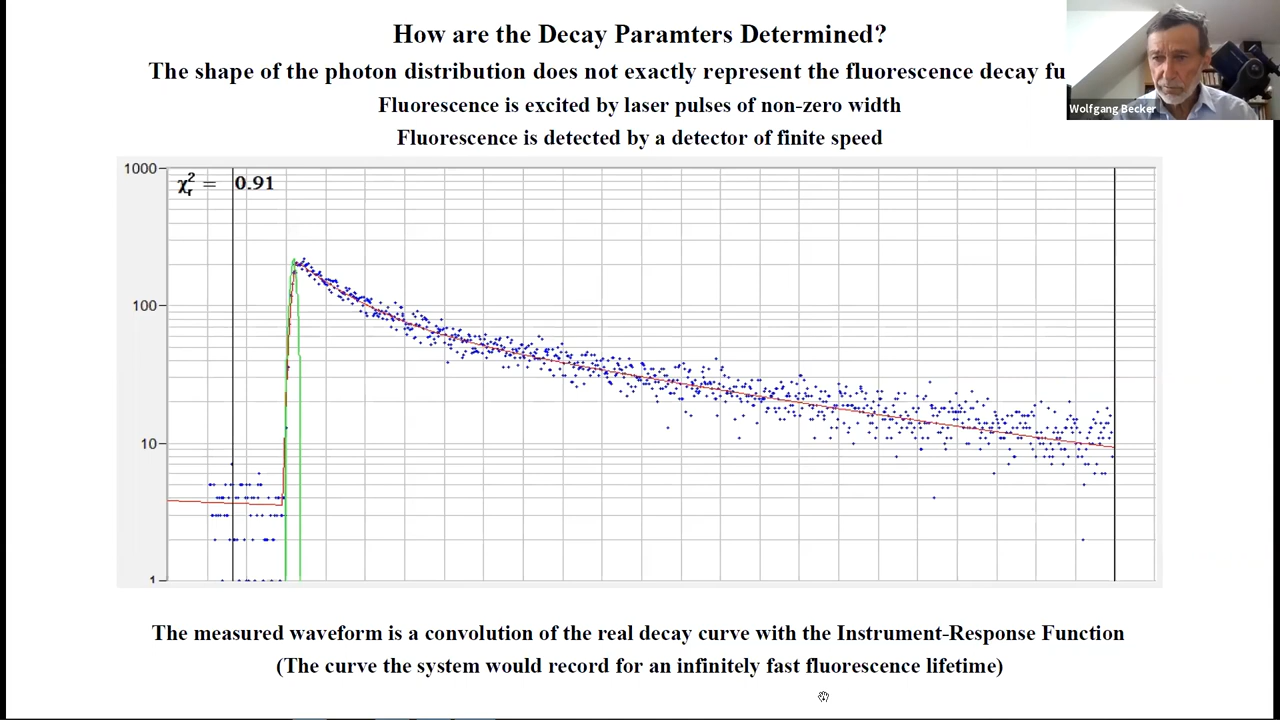 How are the Decay Paramters Determined?
The shape of the photon distribution does not exactly represent the fluorescence decay fu
Fluorescence is excited by laser pulses of non-zero width
Fluorescence is detected by a detector of finite speed
Wolfgang Becker
1000
χ²ᵣ = 0.91
100
10
1
The measured waveform is a convolution of the real decay curve with the Instrument-Response Function
(The curve the system would record for an infinitely fast fluorescence lifetime)